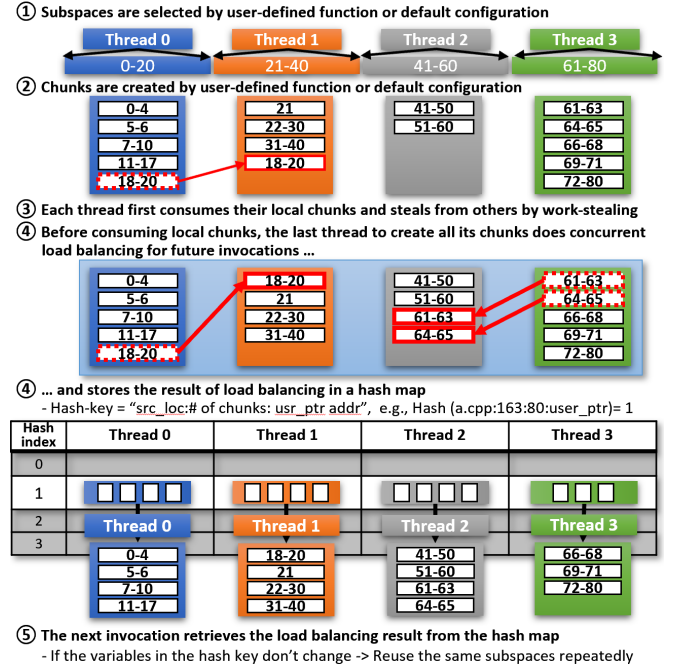 ① Subspaces are selected by user-defined function or default configuration
Thread 0 Thread 1 Thread 2 Thread 3
0-20 21-40 41-60 61-80
② Chunks are created by user-defined function or default configuration
0-4 21 41-50 61-63
5-6 22-30 51-60 64-65
7-10 31-40 66-68
11-17 18-20 69-71
18-20 72-80
③ Each thread first consumes their local chunks and steals from others by work-stealing
④ Before consuming local chunks, the last thread to create all its chunks does concurrent
load balancing for future invocations ...
0-4 18-20 41-50 61-63
5-6 21 51-60 64-65
7-10 22-30 61-63 66-68
11-17 31-40 64-65 69-71
18-20 72-80
④ ... and stores the result of load balancing in a hash map
- Hash-key = “src_loc:# of chunks: usr_ptr addr”, e.g., Hash (a.cpp:163:80:user_ptr)= 1
Hash
index Thread 0 Thread 1 Thread 2 Thread 3
0
1
2 Thread 0 Thread 1 Thread 2 Thread 3
3
0-4 18-20 41-50 66-68
5-6 21 51-60 69-71
7-10 22-30 61-63 72-80
11-17 31-40 64-65
⑤ The next invocation retrieves the load balancing result from the hash map
- If the variables in the hash key don’t change -> Reuse the same subspaces repeatedly